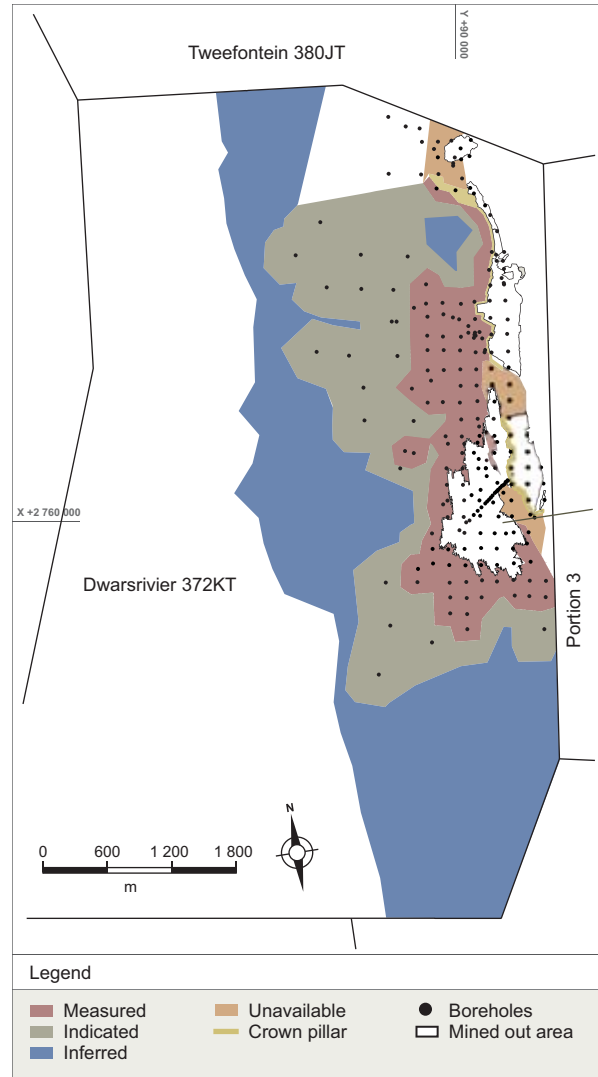 Y +90 000
Tweefontein 380JT
X +2 760 000
Dwarsrivier 372KT
Portion 3
N
0 600 1 200 1 800
m
Legend
Measured Unavailable Boreholes
Indicated Crown pillar Mined out area
Inferred